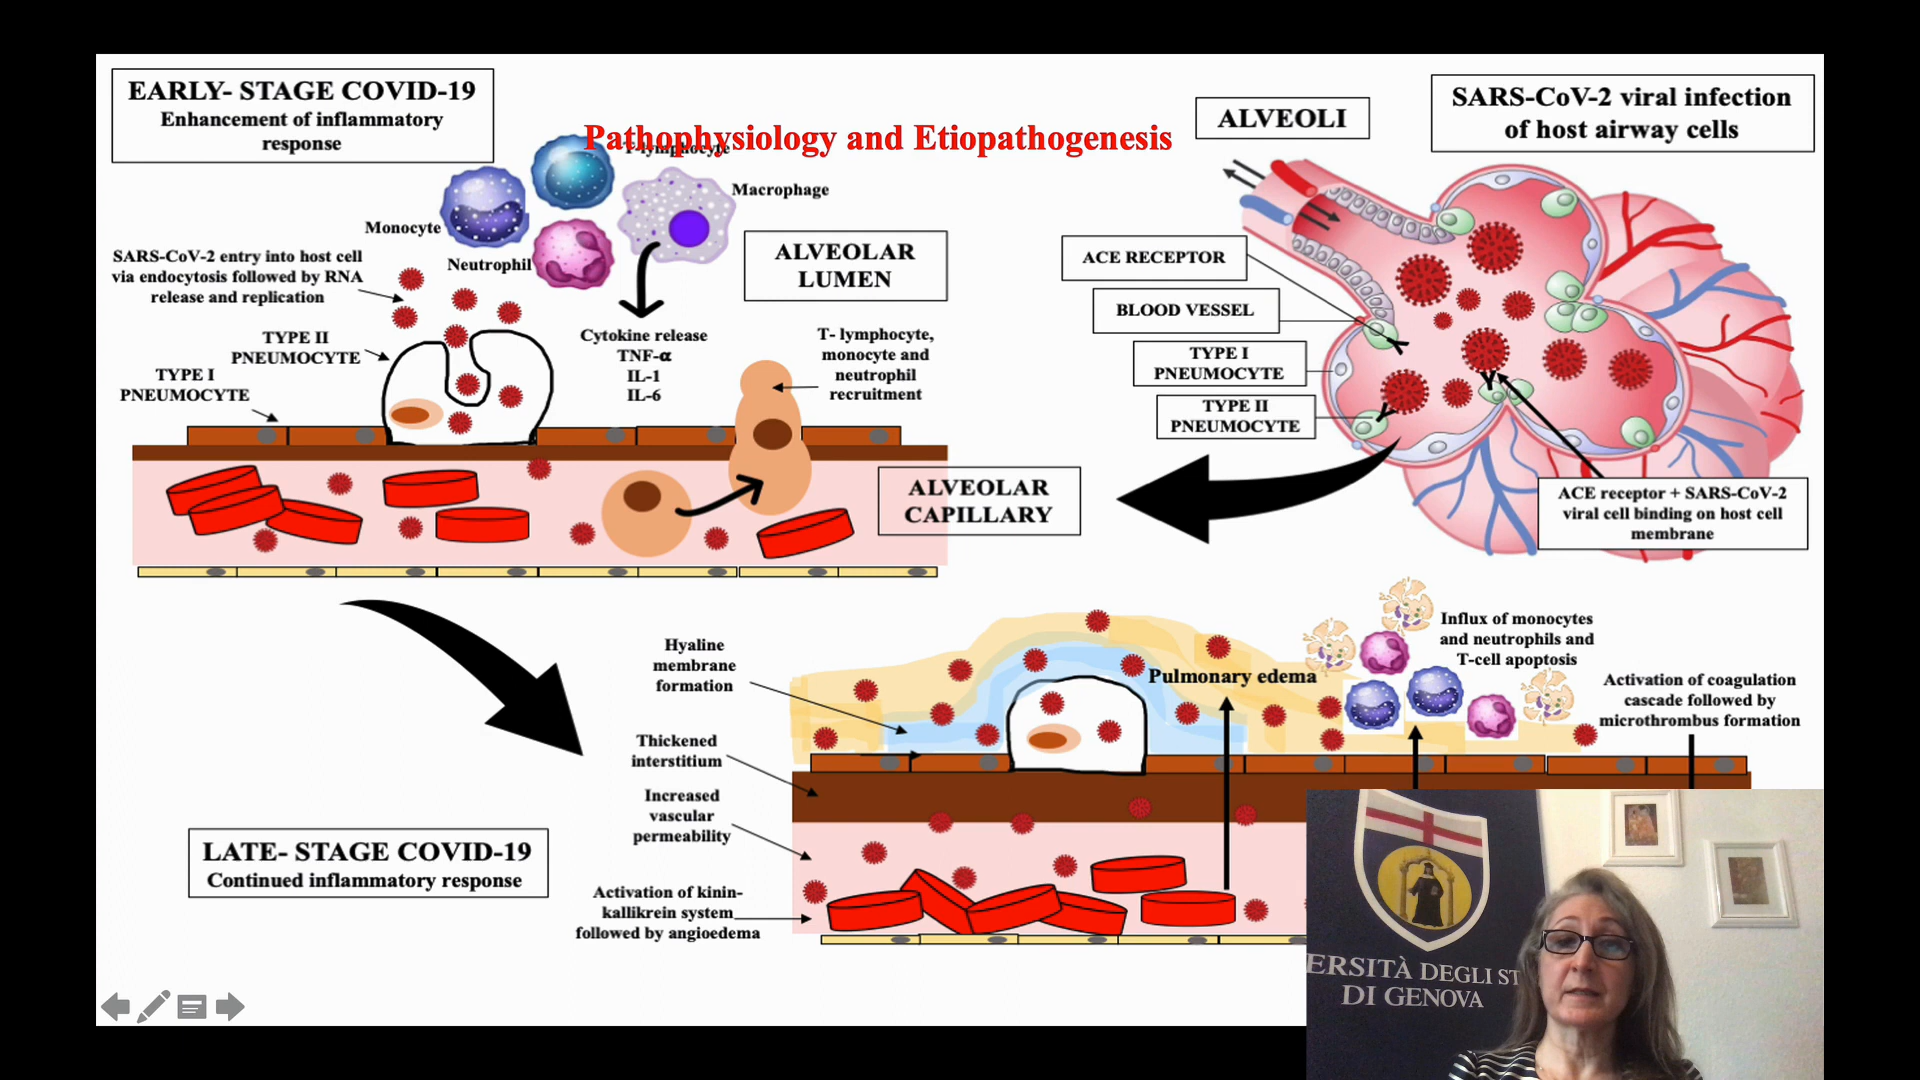 EARLY- STAGE COVID-19
Enhancement of inflammatory
response
Pathophysiology and Etiopathogenesis
T-lymphocyte
Macrophage
Monocyte
Neutrophil
SARS-CoV-2 entry into host cell
via endocytosis followed by RNA
release and replication
TYPE II
PNEUMOCYTE
TYPE I
PNEUMOCYTE
Cytokine release
TNF-α
IL-1
IL-6
ALVEOLAR
LUMEN
T- lymphocyte,
monocyte and
neutrophil
recruitment
ALVEOLAR
CAPILLARY
ALVEOLI
SARS-CoV-2 viral infection
of host airway cells
ACE RECEPTOR
BLOOD VESSEL
TYPE I
PNEUMOCYTE
TYPE II
PNEUMOCYTE
ACE receptor + SARS-CoV-2
viral cell binding on host cell
membrane
LATE- STAGE COVID-19
Continued inflammatory response
Hyaline
membrane
formation
Thickened
interstitium
Increased
vascular
permeability
Activation of kinin-
kallikrein system
followed by angioedema
Pulmonary edema
Influx of monocytes
and neutrophils and
T-cell apoptosis
Activation of coagulation
cascade followed by
microthrombus formation
ERSITÀ DEGLI ST
DI GENOVA